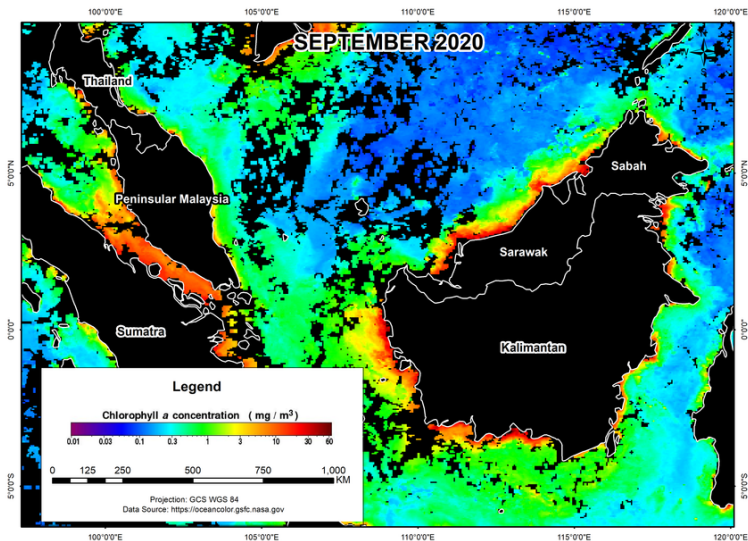 100°0'0"E 105°0'0"E 110°0'0"E 115°0'0"E 120°0'0"E
SEPTEMBER 2020
Thailand
Sabah
5°0'0"N 5°0'0"N
Peninsular Malaysia
Sarawak
0°0'0" 0°0'0"
Sumatra
Kalimantan
Legend
Chlorophyll a concentration ( mg / m³)
0.01 0.03 0.1 0.3 1 3 10 30 60
0 125 250 500 750 1,000
KM
Projection: GCS WGS 84
Data Source: https://oceancolor.gsfc.nasa.gov
5°0'0"S 5°0'0"S
100°0'0"E 105°0'0"E 110°0'0"E 115°0'0"E 120°0'0"E